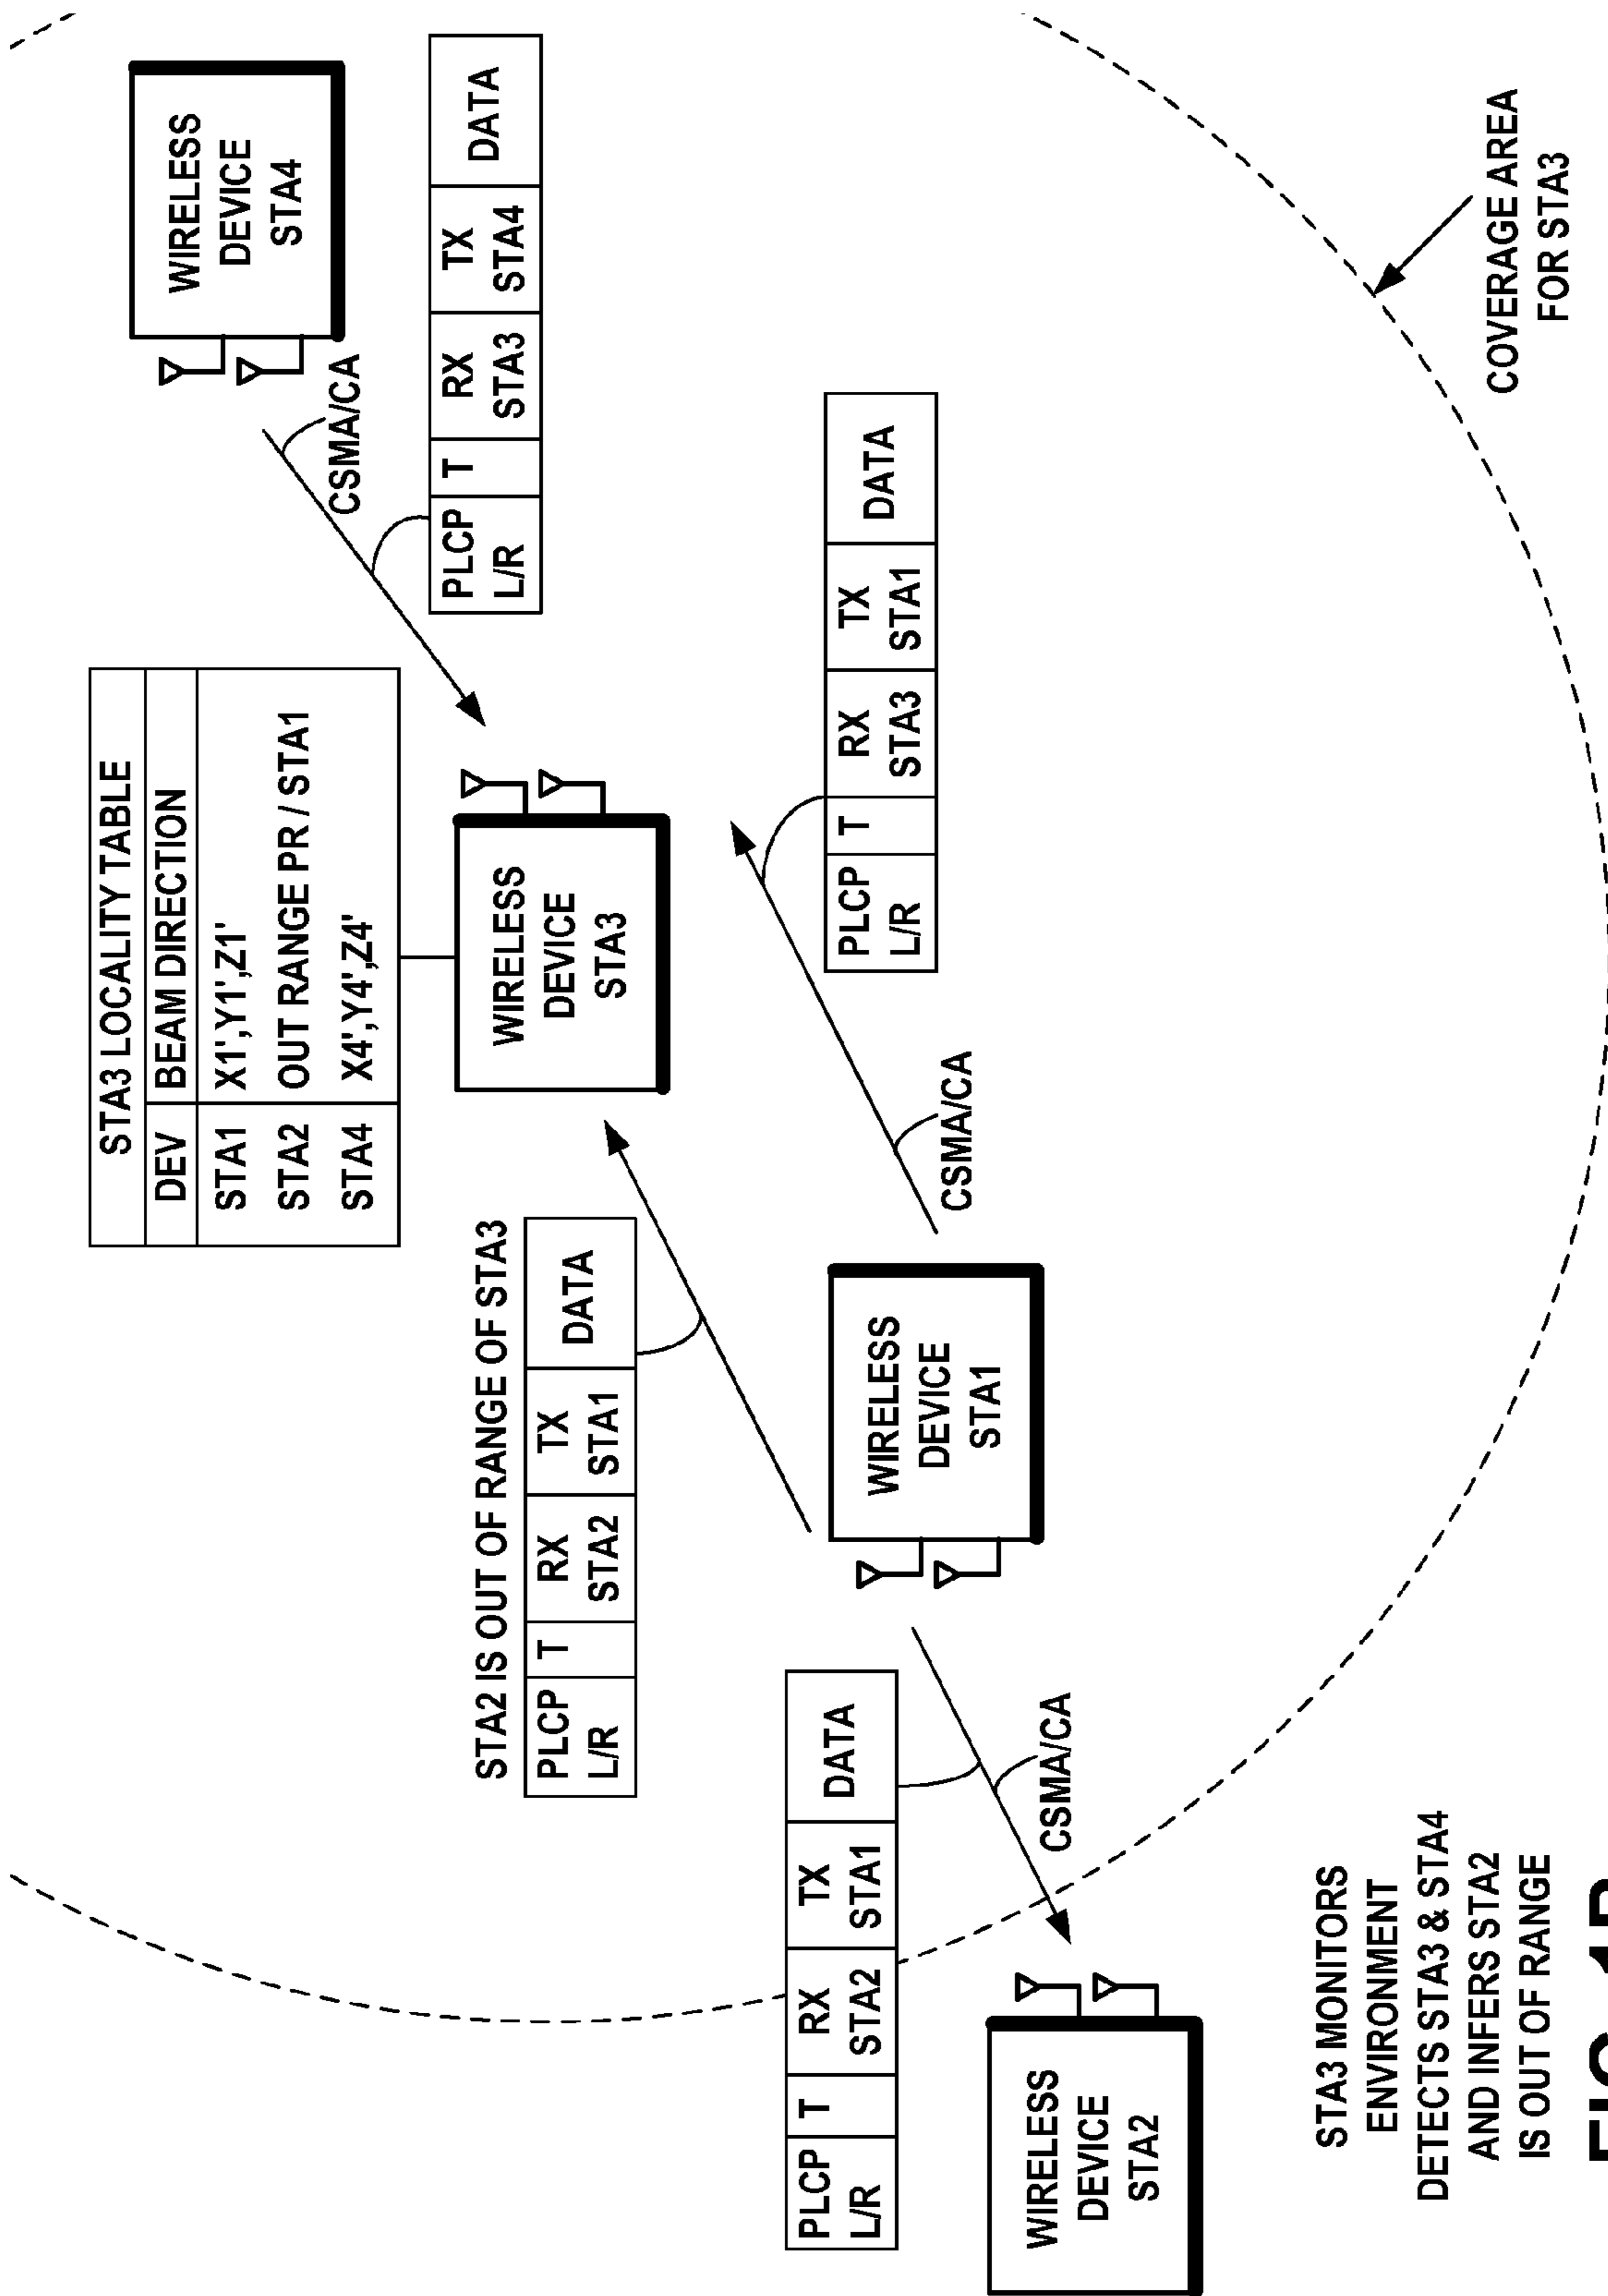 STA3 LOCALITY TABLE
DEV BEAM DIRECTION
STA1 X1',Y1',Z1'
STA2 OUT RANGE PR / STA1
STA4 X4',Y4',Z4'
WIRELESS
DEVICE
STA4
CSMA/CA
PLCP T RX TX DATA
L/R STA3 STA4
STA2 IS OUT OF RANGE OF STA3
PLCP T RX TX DATA
L/R STA2 STA1
WIRELESS
DEVICE
STA3
PLCP T RX TX DATA
L/R STA2 STA1
WIRELESS
DEVICE
STA1
PLCP T RX TX DATA
L/R STA3 STA1
CSMA/CA
CSMA/CA
WIRELESS
DEVICE
STA2
STA3 MONITORS
ENVIRONMENT
DETECTS STA3 & STA4
AND INFERS STA2
IS OUT OF RANGE
COVERAGE AREA
FOR STA3